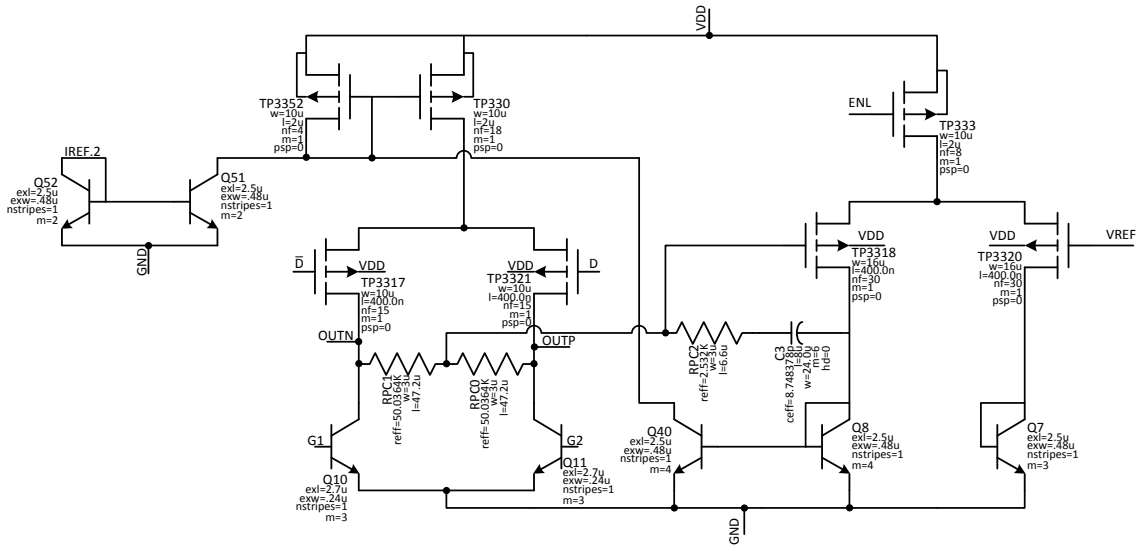 VDD
TP3352
w=10u
l=2u
nf=4
m=1
psp=0
TP330
w=10u
l=2u
nf=18
m=1
psp=0
ENL
TP333
w=10u
l=2u
nf=8
m=1
psp=0
IREF.2
Q52
exl=2.5u
exw=.48u
nstripes=1
m=2
Q51
exl=2.5u
exw=.48u
nstripes=1
m=2
GND
D
VDD
TP3317
w=10u
l=400.0n
nf=15
m=1
psp=0
VDD
D
TP3321
w=10u
l=400.0n
nf=15
m=1
psp=0
VDD
TP3318
w=16u
l=400.0n
nf=30
m=1
psp=0
VDD
VREF
TP3320
w=16u
l=400.0n
nf=30
m=1
psp=0
OUTN
OUTP
RPC1
reff=50.0364K
w=3u
l=47.2u
RPC0
reff=50.0364K
w=3u
l=47.2u
RPC2
reff=2.532K
w=3u
l=6.6u
C3
ceff=8.748378p
l=8u
w=24.0u
m=6
hd=0
G1
Q10
exl=2.7u
exw=.24u
nstripes=1
m=3
G2
Q11
exl=2.7u
exw=.24u
nstripes=1
m=3
Q40
exl=2.5u
exw=.48u
nstripes=1
m=4
Q8
exl=2.5u
exw=.48u
nstripes=1
m=4
Q7
exl=2.5u
exw=.48u
nstripes=1
m=3
GND